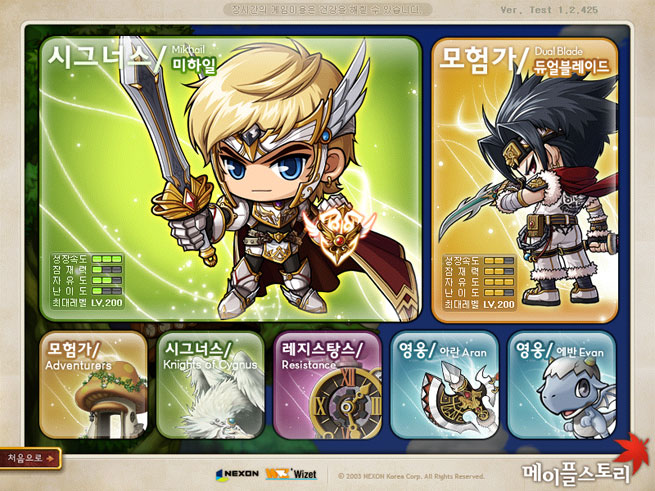 장시간의 게임이용은 건강을 해칠 수 있습니다.
Ver. Test 1.2.425
시그너스/
Mikhail
미하일
모험가/
Dual Blade
듀얼블레이드
성장속도
잠 재 력
자 유 도
난 이 도
최대레벨 LV.200
성장속도
잠 재 력
자 유 도
난 이 도
최대레벨 LV.200
모험가/
Adventurers
시그너스/
Knights of Cygnus
레지스탕스/
Resistance
영웅/ 아란 Aran
영웅/ 에반 Evan
처음으로
NEXON
Wizet
© 2003 NEXON Korea Corp. All Rights Reserved.
메이플스토리